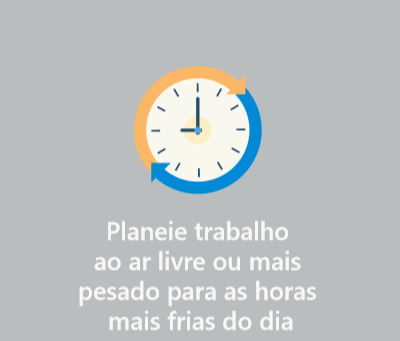 Planeie trabalho
ao ar livre ou mais
pesado para as horas
mais frias do dia